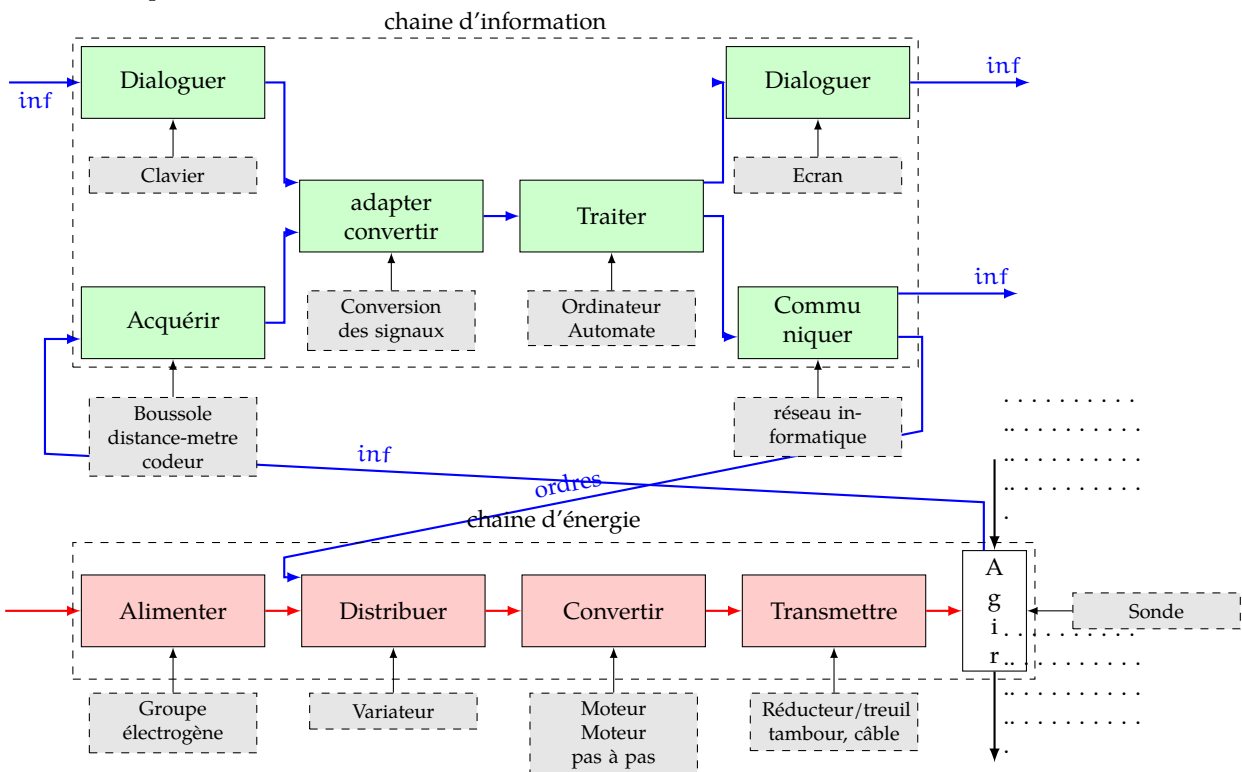 chaine d'information
Dialoguer
Dialoguer
inf
inf
Clavier
Ecran
adapter
convertir
Traiter
inf
Acquérir
Conversion
des signaux
Ordinateur
Automate
Commu
niquer
Boussole
distance-metre
codeur
réseau in-
formatique
inf
ordres
. . . . . . . . . .
.. . . . . . . . . .
.. . . . . . . . . .
.. . . . . . . . . .
.
chaine d'énergie
Alimenter
Distribuer
Convertir
Transmettre
A
g
i
r
Sonde
. . . . . . . . . .
.. . . . . . . . . .
.. . . . . . . . . .
.. . . . . . . . . .
.
Groupe
électrogène
Variateur
Moteur
Moteur
pas à pas
Réducteur/treuil
tambour, câble